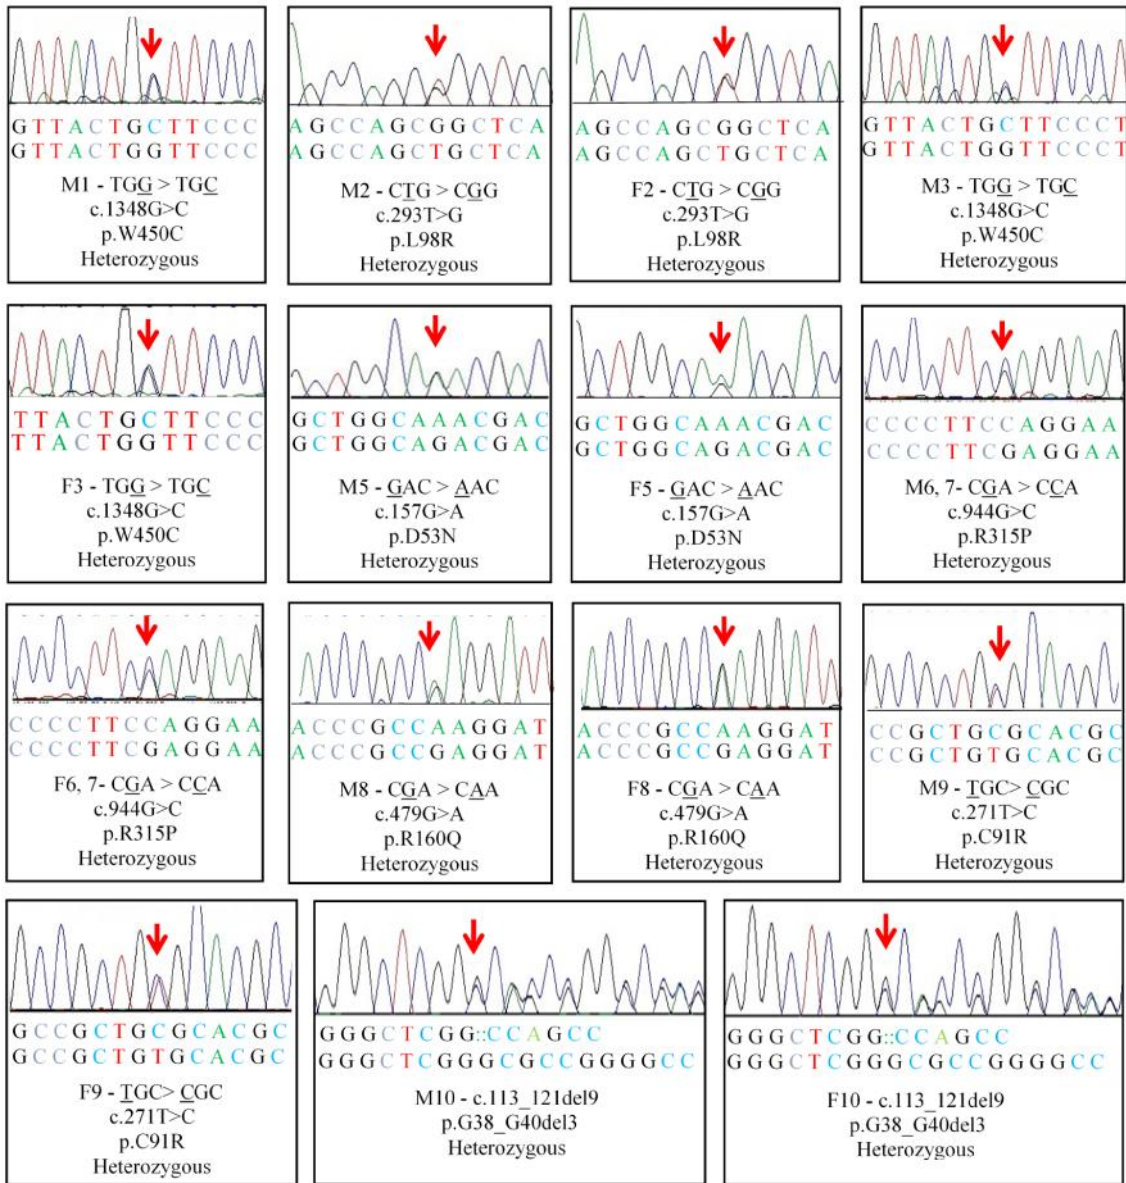 GTTACTGCTTCCC
GTTACTGGTTCCC
M1 - TGG > TGC
c.1348G>C
p.W450C
Heterozygous
AGCCAGCGGCTCA
AGCCAGCTGCTCA
M2 - CTG > CGG
c.293T>G
p.L98R
Heterozygous
AGCCAGCGGCTCA
AGCCAGCTGCTCA
F2 - CTG > CGG
c.293T>G
p.L98R
Heterozygous
GTTACTGCTTCCCT
GTTACTGGTTCCCT
M3 - TGG > TGC
c.1348G>C
p.W450C
Heterozygous
TTACTGCTTCCC
TTACTGGTTCCC
F3 - TGG > TGC
c.1348G>C
p.W450C
Heterozygous
GCTGGCAAACGAC
GCTGGCAGACGAC
M5 - GAC > AAC
c.157G>A
p.D53N
Heterozygous
GCTGGCAAACGAC
GCTGGCAGACGAC
F5 - GAC > AAC
c.157G>A
p.D53N
Heterozygous
CCCCTTCCAGGAA
CCCCTTCGAGGAA
M6, 7- CGA > CCA
c.944G>C
p.R315P
Heterozygous
CCCCTTCCAGGAA
CCCCTTCGAGGAA
F6, 7- CGA > CCA
c.944G>C
p.R315P
Heterozygous
ACCCGCCAAGGAT
ACCCGCCGAGGAT
M8 - CGA > CAA
c.479G>A
p.R160Q
Heterozygous
ACCCGCCAAGGAT
ACCCGCCGAGGAT
F8 - CGA > CAA
c.479G>A
p.R160Q
Heterozygous
CCGCTGCGCACGC
CCGCTGTGCACGC
M9 - TGC> CGC
c.271T>C
p.C91R
Heterozygous
GCCGCTGCGCACGC
GCCGCTGTGCACGC
F9 - TGC> CGC
c.271T>C
p.C91R
Heterozygous
GGGCTCGG::CCAGCC
GGGCTCGGGCGCCGGGGCC
M10 - c.113_121del9
p.G38_G40del3
Heterozygous
GGGCTCGG::CCAGCC
GGGCTCGGGCGCCGGGGCC
F10 - c.113_121del9
p.G38_G40del3
Heterozygous